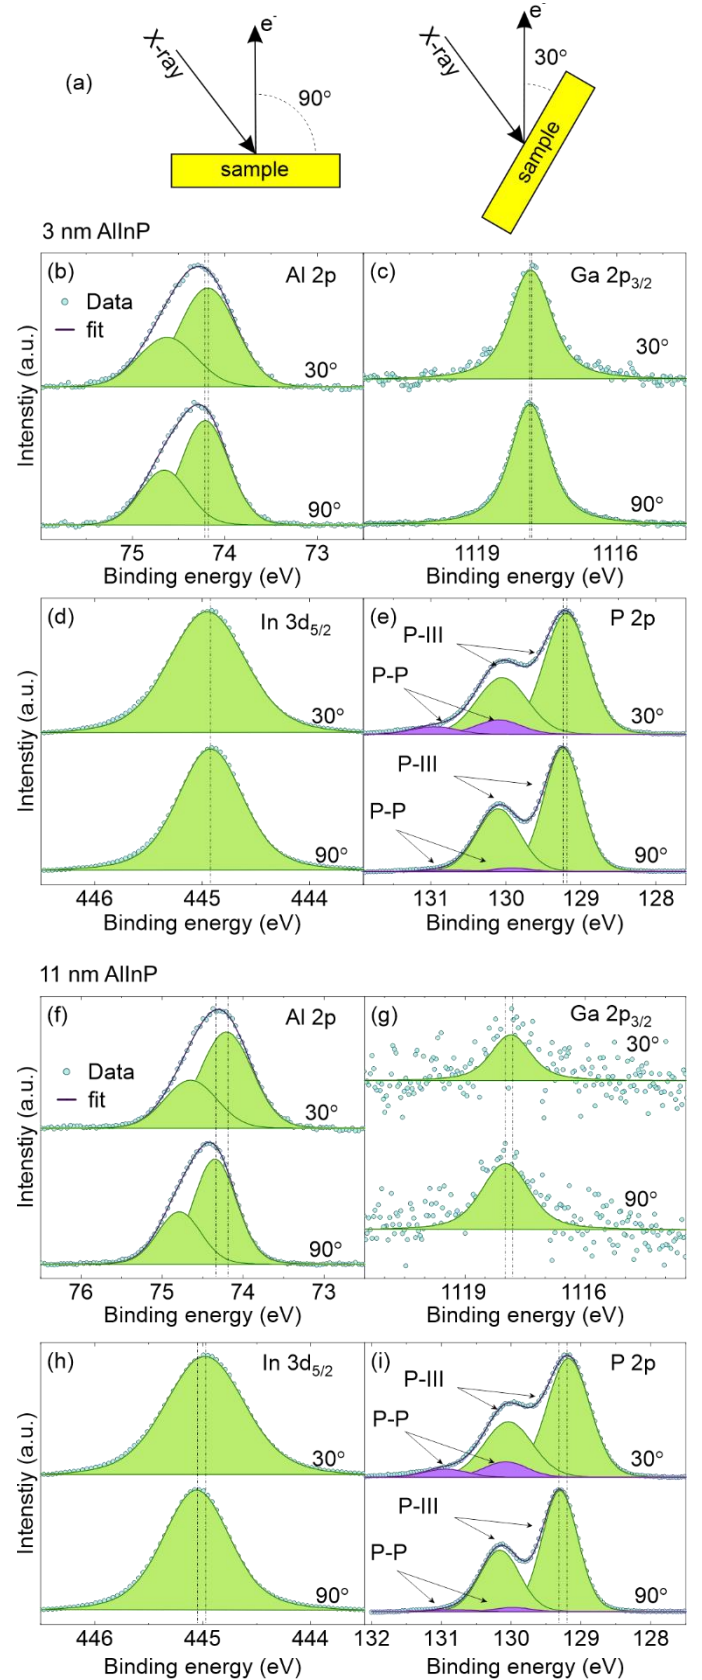 (a)
X-ray
e-
90°
sample
X-ray
e-
30°
sample
3 nm AlInP
(b)
Al 2p
Data
fit
30°
90°
Intenstiy (a.u.)
75
74
73
Binding energy (eV)
(c)
Ga 2p3/2
30°
90°
1119
1116
Binding energy (eV)
(d)
In 3d5/2
30°
90°
Intenstiy (a.u.)
446
445
444
Binding energy (eV)
(e)
P 2p
P-III
P-P
30°
P-III
P-P
90°
131
130
129
128
Binding energy (eV)
11 nm AlInP
(f)
Al 2p
Data
fit
30°
90°
Intenstiy (a.u.)
76
75
74
73
Binding energy (eV)
(g)
Ga 2p3/2
30°
90°
1119
1116
Binding energy (eV)
(h)
In 3d5/2
30°
90°
Intenstiy (a.u.)
446
445
444
Binding energy (eV)
(i)
P 2p
P-III
P-P
30°
P-III
P-P
90°
132
131
130
129
128
Binding energy (eV)